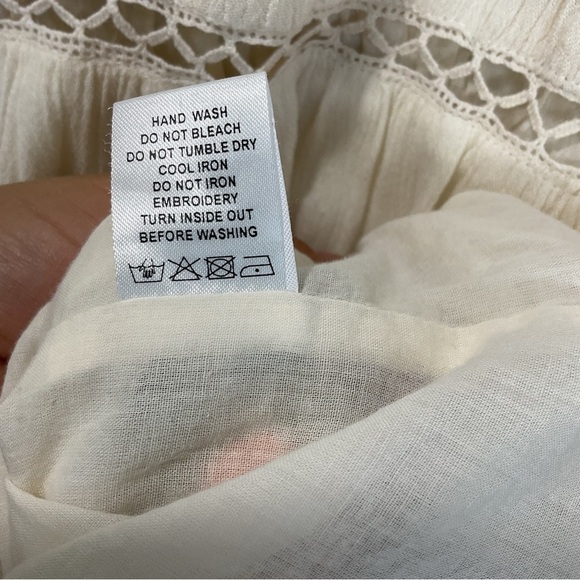 HAND WASH
DO NOT BLEACH
DO NOT TUMBLE DRY
COOL IRON
DO NOT IRON
EMBROIDERY
TURN INSIDE OUT
BEFORE WASHING